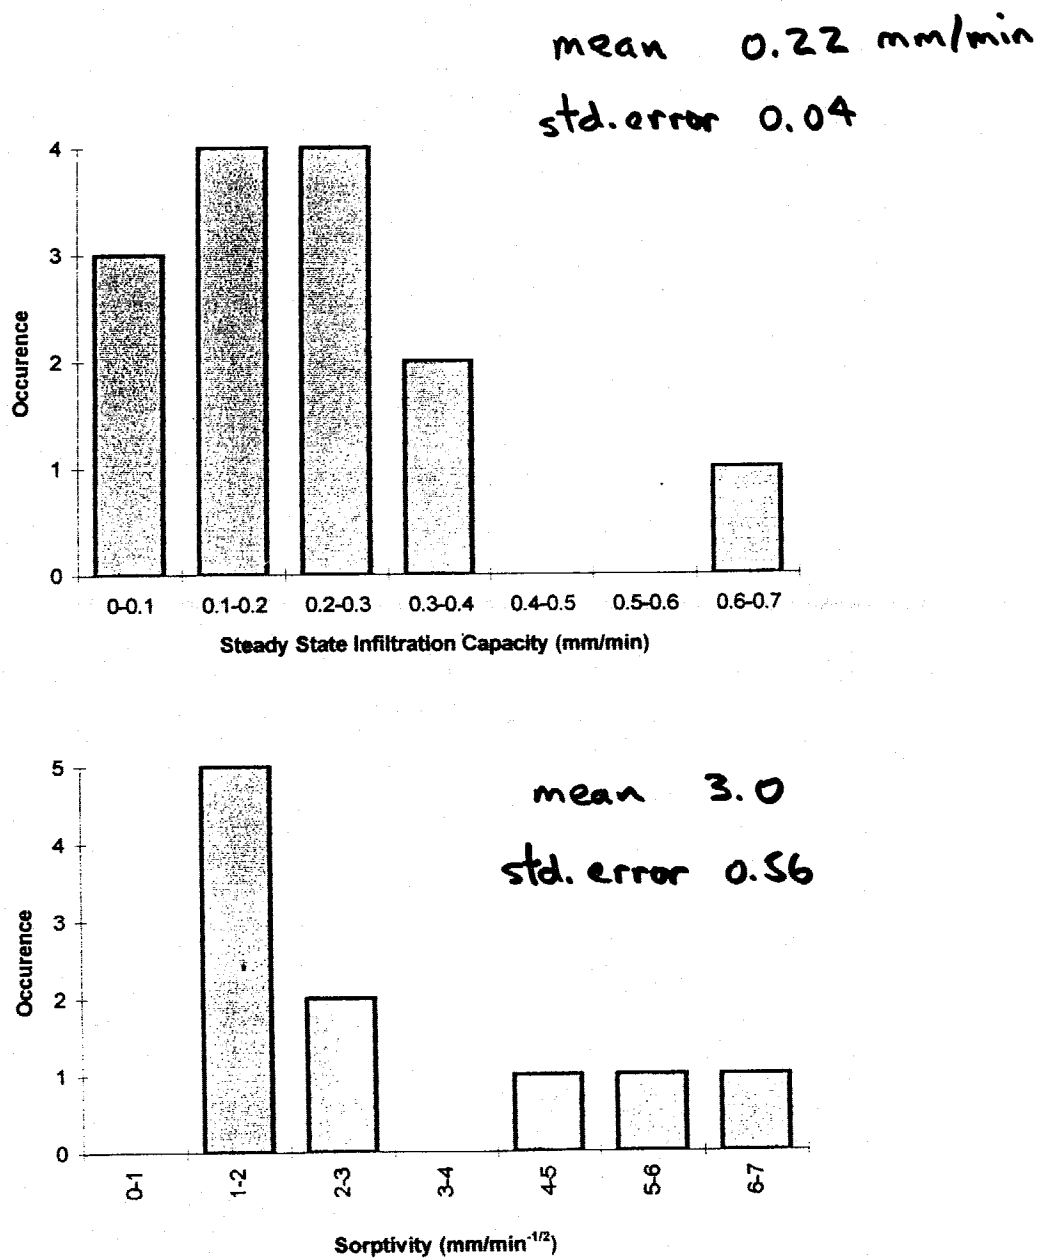 mean 0.22 mm/min
std. error 0.04
4
3
2
1
0
Occurence
0-0.1 0.1-0.2 0.2-0.3 0.3-0.4 0.4-0.5 0.5-0.6 0.6-0.7
Steady State Infiltration Capacity (mm/min)
mean 3.0
std. error 0.56
5
4
3
2
1
0
Occurence
0-1 1-2 2-3 3-4 4-5 5-6 6-7
Sorptivity (mm/min⁻¹/²)